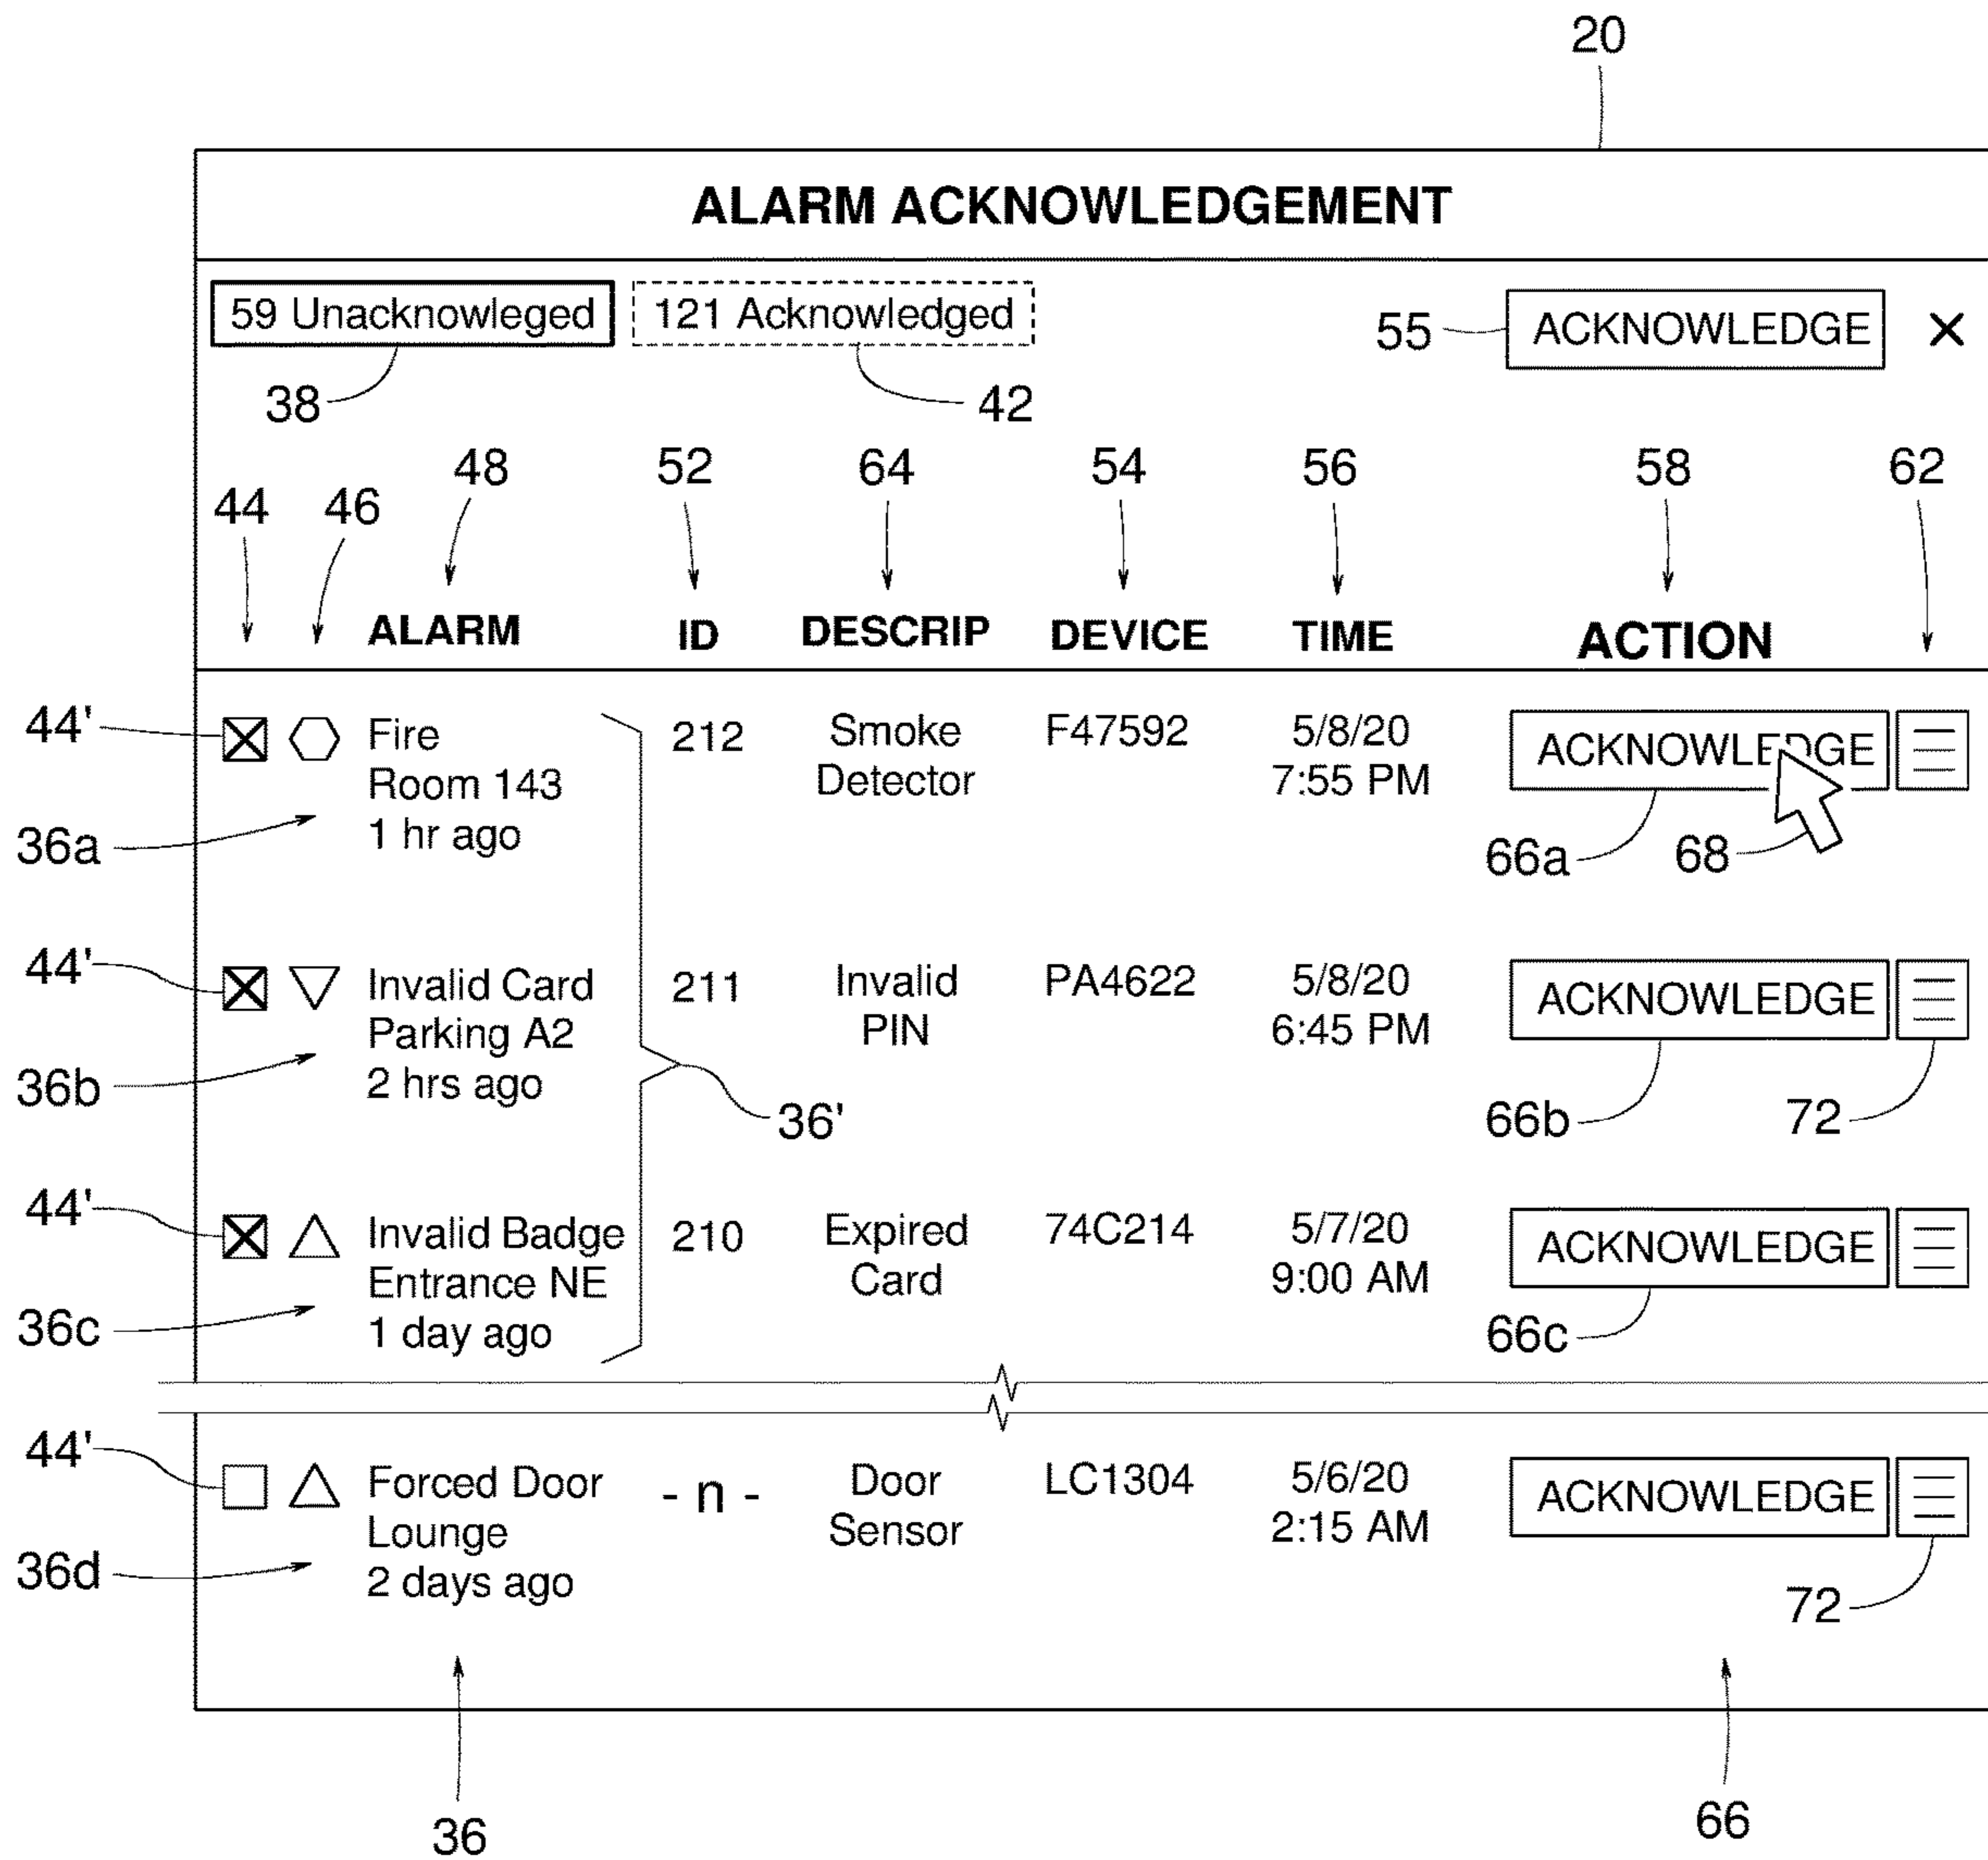 20
ALARM ACKNOWLEDGEMENT
59 Unacknowleged 121 Acknowledged 55 ACKNOWLEDGE ×
38 42
44 46 48 52 64 54 56 58 62
ALARM ID DESCRIP DEVICE TIME ACTION
44' Fire 212 Smoke F47592 5/8/20 ACKNOWLEDGE
Room 143 Detector 7:55 PM
36a 1 hr ago 66a 68
44' Invalid Card 211 Invalid PA4622 5/8/20 ACKNOWLEDGE
Parking A2 PIN 6:45 PM
36b 2 hrs ago 36' 66b 72
44' Invalid Badge 210 Expired 74C214 5/7/20 ACKNOWLEDGE
Entrance NE Card 9:00 AM
36c 1 day ago 66c
44' Forced Door - n - Door LC1304 5/6/20 ACKNOWLEDGE
Lounge Sensor 2:15 AM
36d 2 days ago 72
36 66